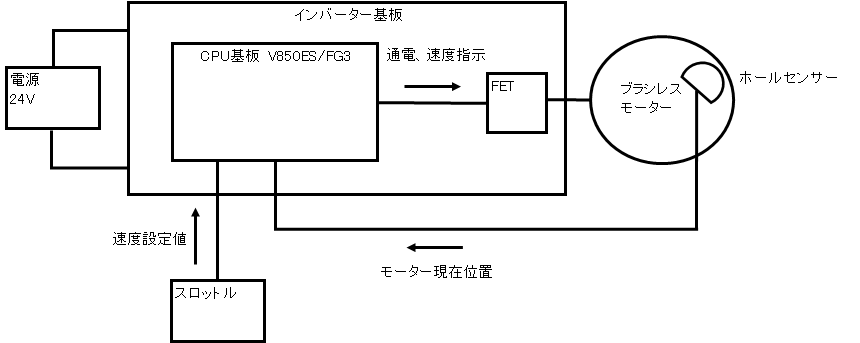 インバーター基板
CPU基板 V850ES/FG3
通電、速度指示
電源
24V
FET
ブラシレス
モーター
ホールセンサー
速度設定値
モーター現在位置
スロットル